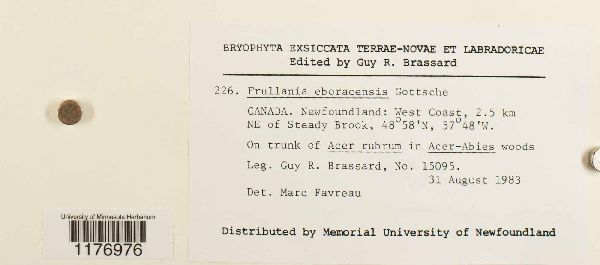 BRYOPHYTA EXSICCATA TERRAE-NOVAE ET LABRADORICAE
Edited by Guy R. Brassard
226. Frullania eboracensis Gottsche
CANADA. Newfoundland: West Coast, 2.5 km
NE of Steady Brook, 48°58'N, 57°48'W.
On trunk of Acer rubrum in Acer-Abies woods
Leg. Guy R. Brassard, No. 15095.
31 August 1983
Det. Marc Favreau
Distributed by Memorial University of Newfoundland
University of Minnesota Herbarium
1176976